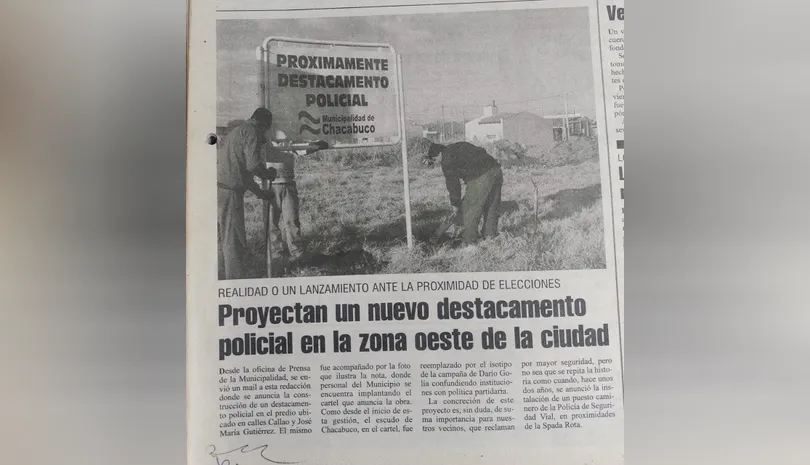 PROXIMAMENTE
DESTACAMENTO
POLICIAL
Municipalidad de
Chacabuco
REALIDAD O UN LANZAMIENTO ANTE LA PROXIMIDAD DE ELECCIONES
Proyectan un nuevo destacamento
policial en la zona oeste de la ciudad
Desde la oficina de Prensa
de la Municipalidad, se en-
vió un mail a esta redacción
donde se anuncia la cons-
trucción de un destacamen-
to policial en el predio ubi-
cado en calles Callao y José
María Gutiérrez. El mismo
fue acompañado por la foto
que ilustra la nota, donde
personal del Municipio se
encuentra implantando el
cartel que anuncia la obra.
Como desde el inicio de es-
ta gestión, el escudo de
Chacabuco, en el cartel, fue
reemplazado por el isotipo
de la campaña de Darío Go-
lía confundiendo institucio-
nes con política partidaria.
La concreción de este
proyecto es, sin duda, de su-
ma importancia para nues-
tros vecinos, que reclaman
por mayor seguridad, pero
no sea que se repita la histo-
ria como cuando, hace unos
dos años, se anunció la ins-
talación de un puesto cami-
nero de la Policía de Seguri-
dad Vial, en proximidades
de la Spada Rota.
Ve
Un v